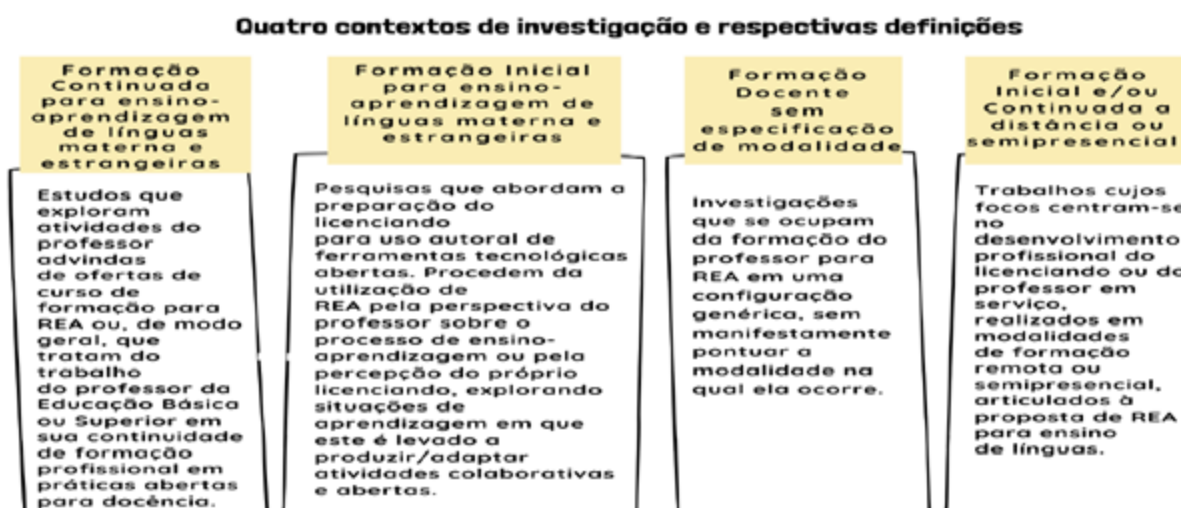 Quatro contextos de investigação e respectivas definições
Formação
Continuada
para ensino-
aprendizagem
de línguas
materna e
estrangeiras
Estudos que
exploram
atividades do
professor
advindas
de ofertas de
curso de
formação para
REA ou, de modo
geral, que
tratam do
trabalho
do professor da
Educação Básica
ou Superior em
sua continuidade
de formação
profissional em
práticas abertas
para docência.
Formação Inicial
para ensino-
aprendizagem de
línguas materna e
estrangeiras
Pesquisas que abordam a
preparação do
licenciando
para uso autoral de
ferramentas tecnológicas
abertas. Procedem da
utilização de
REA pela perspectiva do
professor sobre o
processo de ensino-
aprendizagem ou pela
percepção do próprio
licenciando, explorando
situações de
aprendizagem em que
este é levado a
produzir/adaptar
atividades colaborativas
e abertas.
Formação
Docente
sem
especificação
de modalidade
Investigações
que se ocupam
da formação do
professor para
REA em uma
configuração
genérica, sem
manifestamente
pontuar a
modalidade na
qual ela ocorre.
Formação
Inicial e/ou
Continuada a
distância ou
semipresencial
Trabalhos cujos
focos centram-se
no
desenvolvimento
profissional do
licenciando ou do
professor em
serviço,
realizados em
modalidades
de formação
remota ou
semipresencial,
articulados à
proposta de REA
para ensino
de línguas.